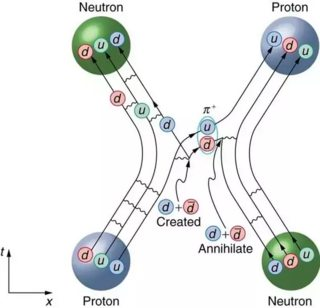 Neutron
Proton
d u d
u d u
d
u
d
π+
u
d̄
d + d̄
Created
d + d̄
Annihilate
t
x
d u u
d u d
Proton
Neutron